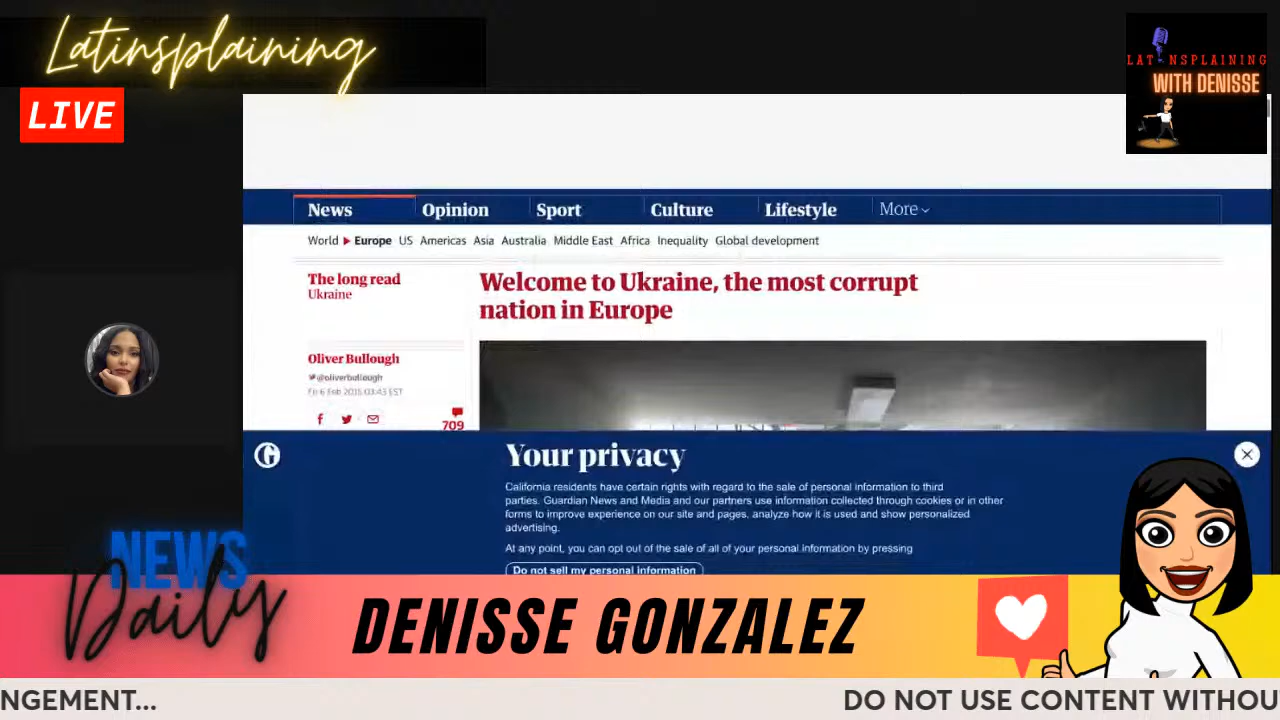 Latinsplaining
LIVE
LATINSPLAINING
WITH DENISSE
News
Opinion
Sport
Culture
Lifestyle
More
World Europe US Americas Asia Australia Middle East Africa Inequality Global development
The long read
Ukraine
Welcome to Ukraine, the most corrupt
nation in Europe
Oliver Bullough
@oliverbullough
Fri 6 Feb 2015 03.43 EST
709
Your privacy
California residents have certain rights with regard to the sale of personal information to third
parties. Guardian News and Media and our partners use information collected through cookies or in other
forms to improve experience on our site and pages, analyze how it is used and show personalized
advertising.
At any point, you can opt out of the sale of all of your personal information by pressing
Do not sell my personal information
NEWS
Daily
DENISSE GONZALEZ
NGEMENT...
DO NOT USE CONTENT WITHOU